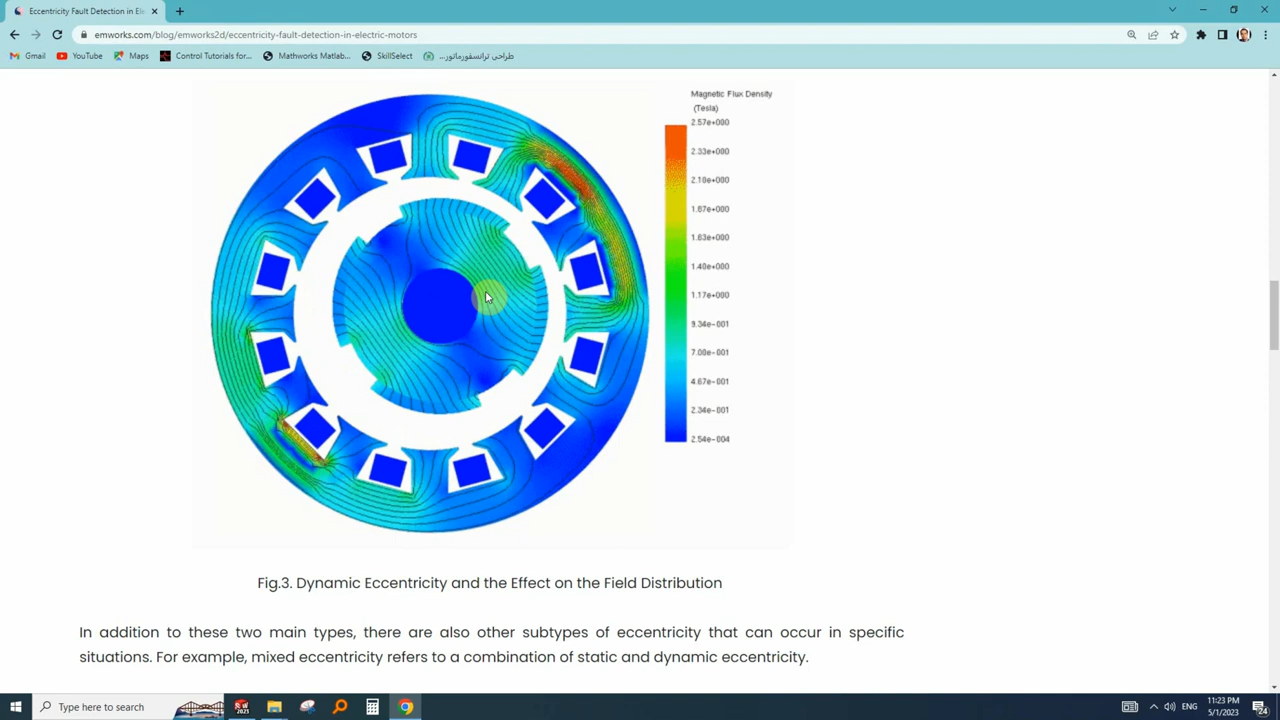 Eccentricity Fault Detection in Ele
emworks.com/blog/emworks2d/eccentricity-fault-detection-in-electric-motors
Gmail
YouTube
Maps
Control Tutorials for...
Mathworks Matlab...
SkillSelect
طراحی ترانسفورماتور...
Magnetic Flux Density
(Tesla)
2.57e+000
2.33e+000
2.10e+000
1.87e+000
1.63e+000
1.40e+000
1.17e+000
9.34e-001
7.00e-001
4.67e-001
2.34e-001
2.54e-004
Fig.3. Dynamic Eccentricity and the Effect on the Field Distribution
In addition to these two main types, there are also other subtypes of eccentricity that can occur in specific
situations. For example, mixed eccentricity refers to a combination of static and dynamic eccentricity.
Type here to search
ENG
11:23 PM
5/1/2023
24